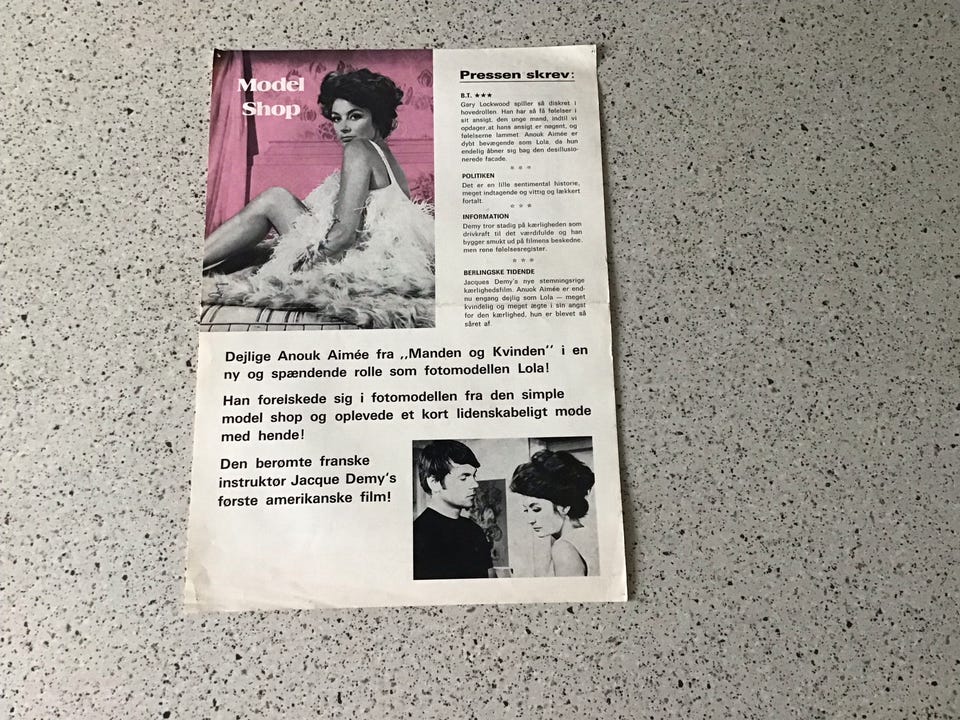 Model
Shop
Pressen skrev:
B.T. ★★★
Gary Lockwood spiller så diskret i
hovedrollen. Han har så få følelser i
sit ansigt, den unge mand, indtil vi
opdager, at hans ansigt er nøgent, og
følelserne lammet. Anouk Aimée er
dybt bevægende som Lola, da hun
endelig åbner sig bag den desillusio-
nerede facade.
☆ ☆ ☆
POLITIKEN
Det er en lille sentimental historie,
meget indtagende og vittig og lækkert
fortalt.
☆ ☆ ☆
INFORMATION
Demy tror stadig på kærligheden som
drivkraft til det værdifulde og han
bygger smukt ud på filmens beskedne,
men rene følelsesregister.
☆ ☆ ☆
BERLINGSKE TIDENDE
Jacques Demy's nye stemningsrige
kærlighedsfilm. Anouk Aimée er end-
nu engang dejlig som Lola — meget
kvindelig og meget ægte i sin angst
for den kærlighed, hun er blevet så
såret af.
Dejlige Anouk Aimée fra ,,Manden og Kvinden" i en
ny og spændende rolle som fotomodellen Lola!
Han forelskede sig i fotomodellen fra den simple
model shop og oplevede et kort lidenskabeligt møde
med hende!
Den berømte franske
instruktør Jacque Demy's
første amerikanske film!